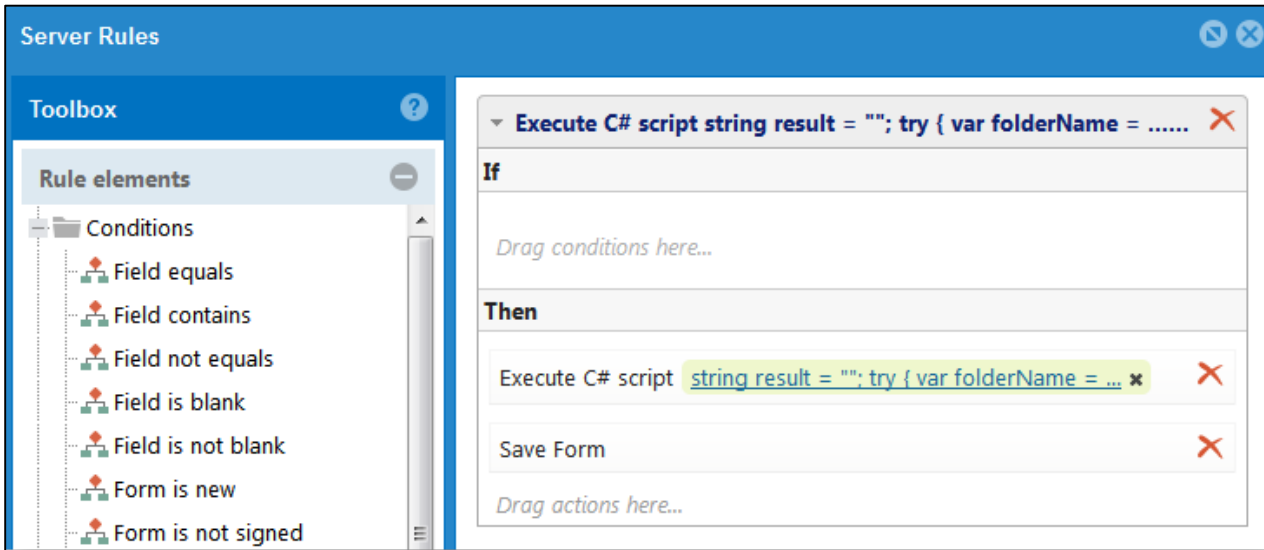 Server Rules
Toolbox
?
Rule elements
Conditions
Field equals
Field contains
Field not equals
Field is blank
Field is not blank
Form is new
Form is not signed
Execute C# script string result = ""; try { var folderName = ......
If
Drag conditions here...
Then
Execute C# script string result = ""; try { var folderName = ...
Save Form
Drag actions here...